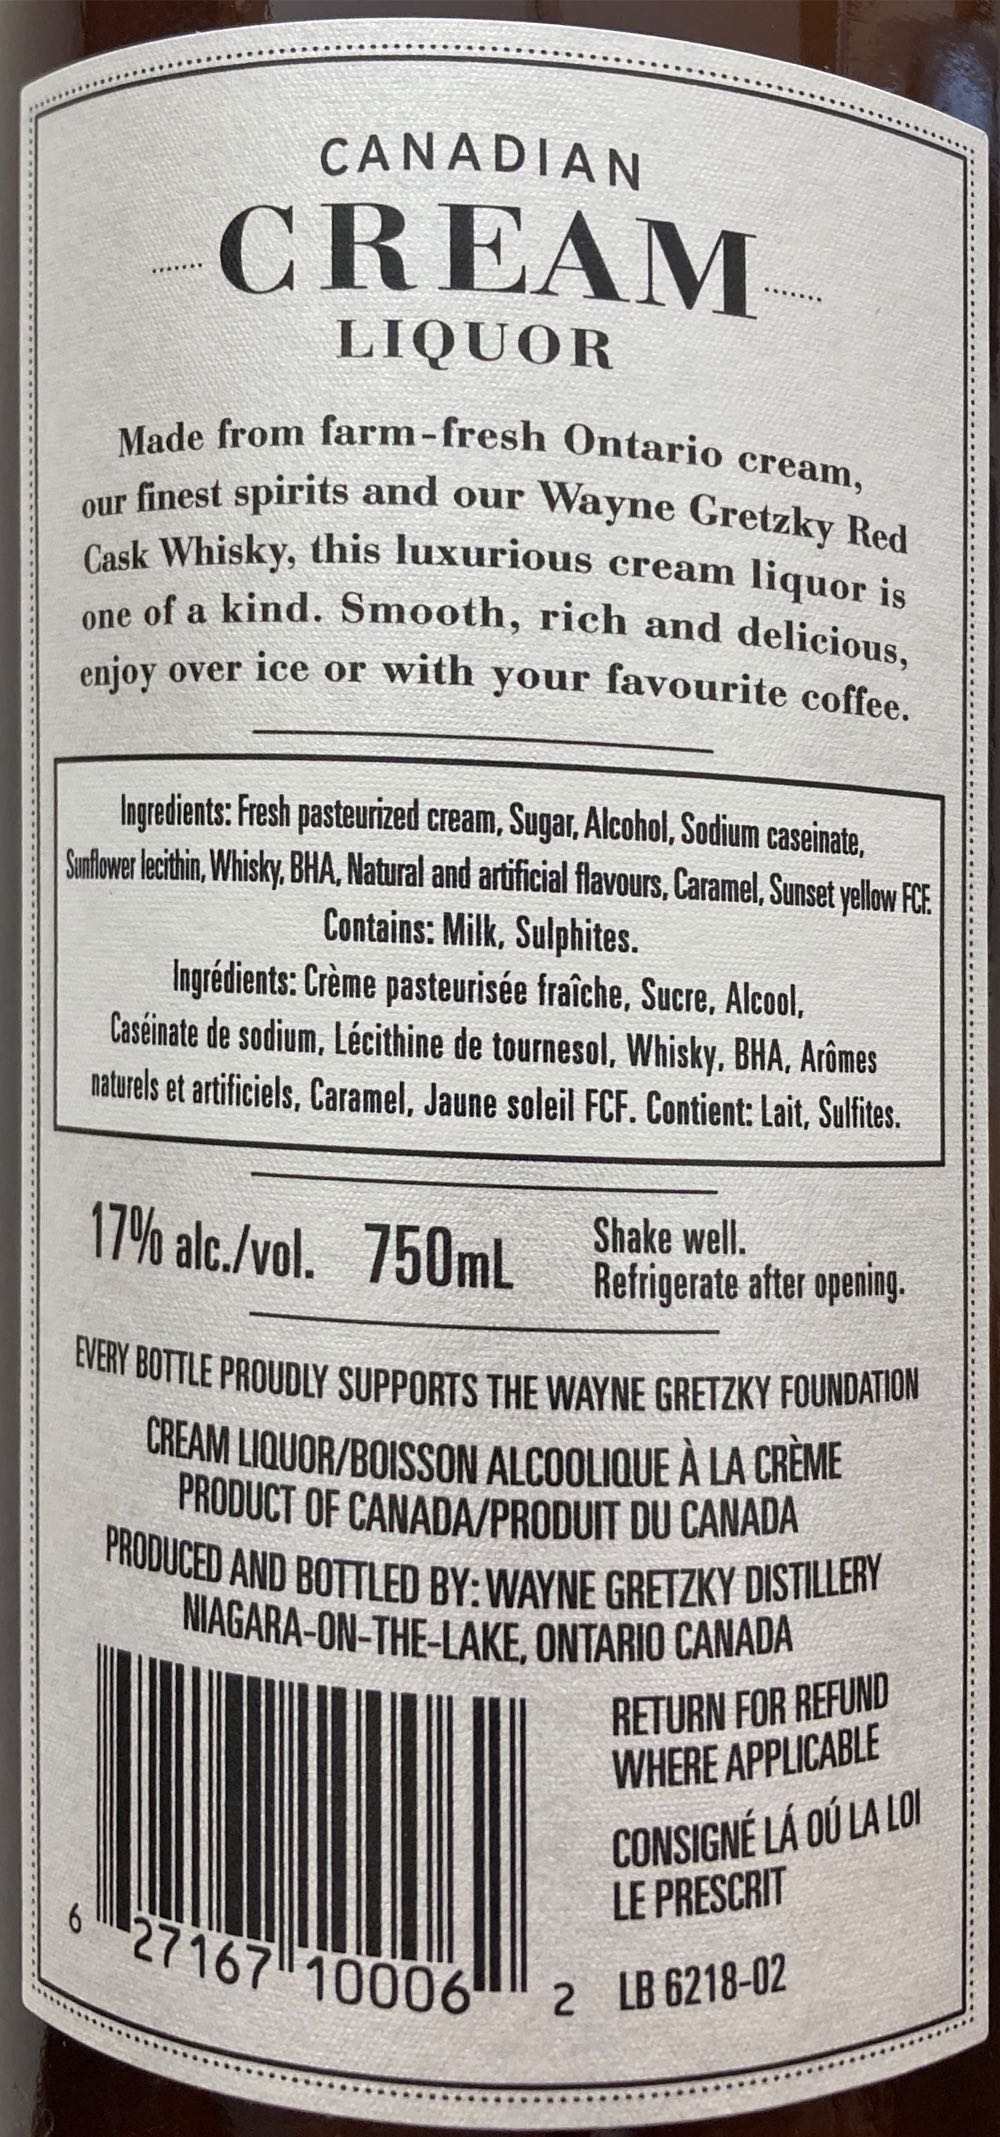 CANADIAN
CREAM
LIQUOR
Made from farm-fresh Ontario cream,
our finest spirits and our Wayne Gretzky Red
Cask Whisky, this luxurious cream liquor is
one of a kind. Smooth, rich and delicious,
enjoy over ice or with your favourite coffee.
Ingredients: Fresh pasteurized cream, Sugar, Alcohol, Sodium caseinate,
Sunflower lecithin, Whisky, BHA, Natural and artificial flavours, Caramel, Sunset yellow FCF.
Contains: Milk, Sulphites.
Ingrédients: Crème pasteurisée fraîche, Sucre, Alcool,
Caséinate de sodium, Lécithine de tournesol, Whisky, BHA, Arômes
naturels et artificiels, Caramel, Jaune soleil FCF. Contient: Lait, Sulfites.
17% alc./vol. 750mL
Shake well.
Refrigerate after opening.
EVERY BOTTLE PROUDLY SUPPORTS THE WAYNE GRETZKY FOUNDATION
CREAM LIQUOR/BOISSON ALCOOLIQUE À LA CRÈME
PRODUCT OF CANADA/PRODUIT DU CANADA
PRODUCED AND BOTTLED BY: WAYNE GRETZKY DISTILLERY
NIAGARA-ON-THE-LAKE, ONTARIO CANADA
RETURN FOR REFUND
WHERE APPLICABLE
CONSIGNÉ LÁ OÚ LA LOI
LE PRESCRIT
6 27167 10006 2
LB 6218-02